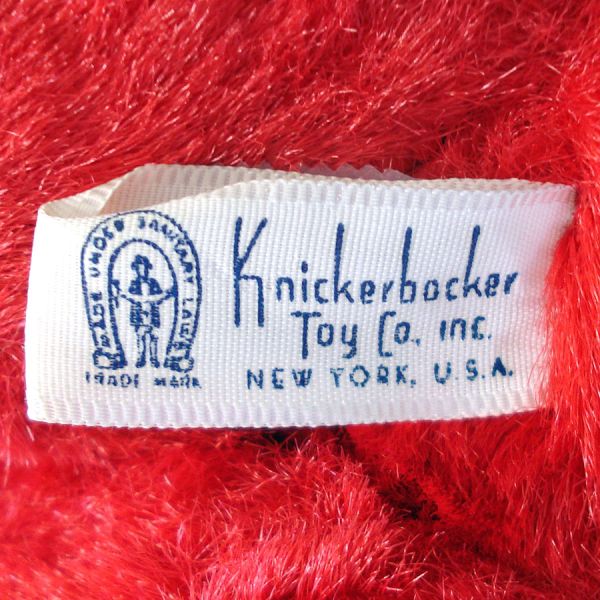 MADE UNDER SANITARY LAWS
TRADE MARK
Knickerbocker
Toy Co., inc.
NEW YORK, U.S.A.